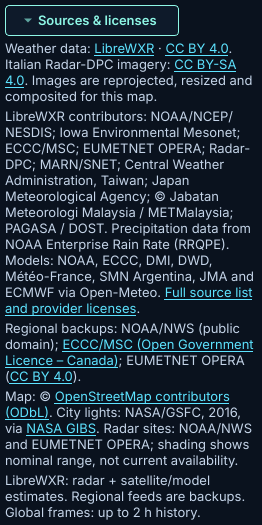 Sources & licenses
Weather data: LibreWXR · CC BY 4.0.
Italian Radar-DPC imagery: CC BY-SA
4.0. Images are reprojected, resized and
composited for this map.
LibreWXR contributors: NOAA/NCEP/
NESDIS; Iowa Environmental Mesonet;
ECCC/MSC; EUMETNET OPERA; Radar-
DPC; MARN/SNET; Central Weather
Administration, Taiwan; Japan
Meteorological Agency; © Jabatan
Meteorologi Malaysia / METMalaysia;
PAGASA / DOST. Precipitation data from
NOAA Enterprise Rain Rate (RRQPE).
Models: NOAA, ECCC, DMI, DWD,
Météo-France, SMN Argentina, JMA and
ECMWF via Open-Meteo. Full source list
and provider licenses.
Regional backups: NOAA/NWS (public
domain); ECCC/MSC (Open Government
Licence – Canada); EUMETNET OPERA
(CC BY 4.0).
Map: © OpenStreetMap contributors
(ODbL). City lights: NASA/GSFC, 2016,
via NASA GIBS. Radar sites: NOAA/NWS
and EUMETNET OPERA; shading shows
nominal range, not current availability.
LibreWXR: radar + satellite/model
estimates. Regional feeds are backups.
Global frames: up to 2 h history.